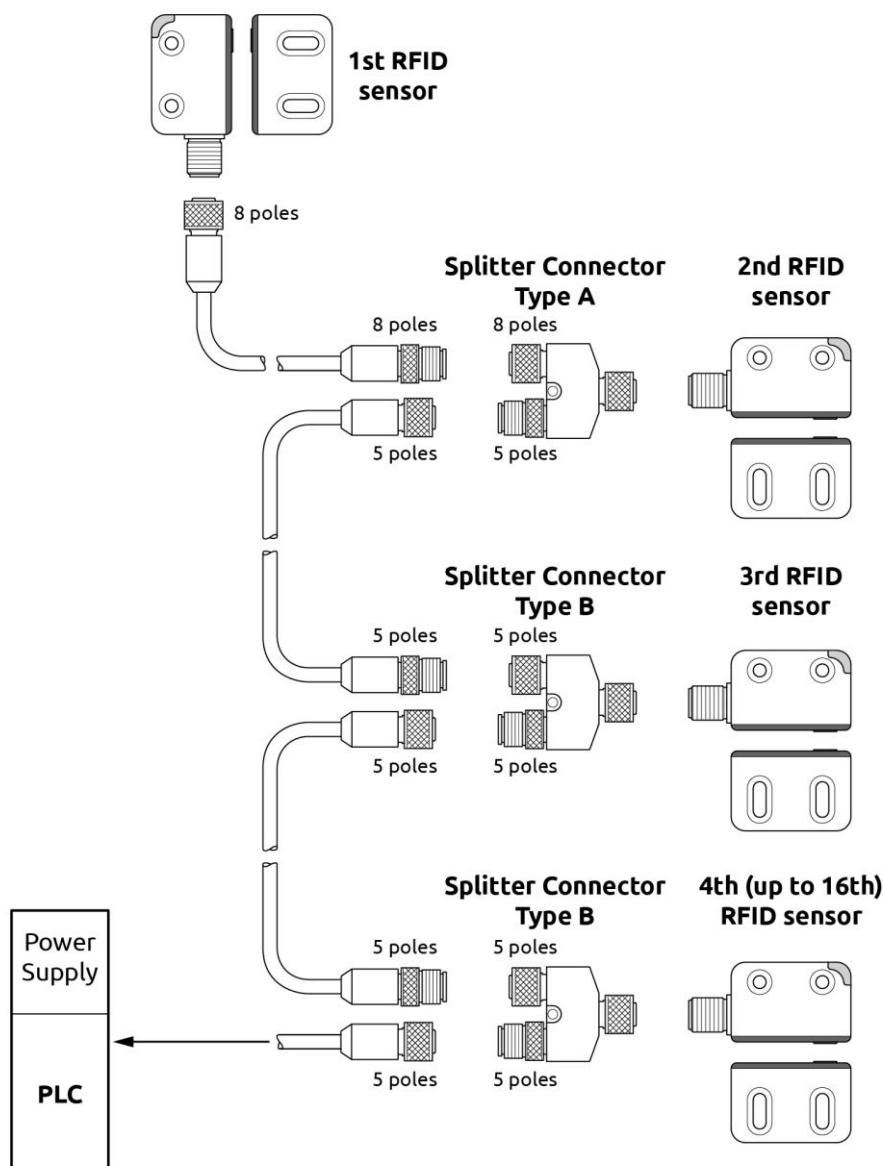 1st RFID
sensor
8 poles
Splitter Connector
Type A
2nd RFID
sensor
8 poles
8 poles
5 poles
5 poles
Splitter Connector
Type B
3rd RFID
sensor
5 poles
5 poles
5 poles
5 poles
Splitter Connector
Type B
4th (up to 16th)
RFID sensor
Power
Supply
5 poles
5 poles
PLC
5 poles
5 poles